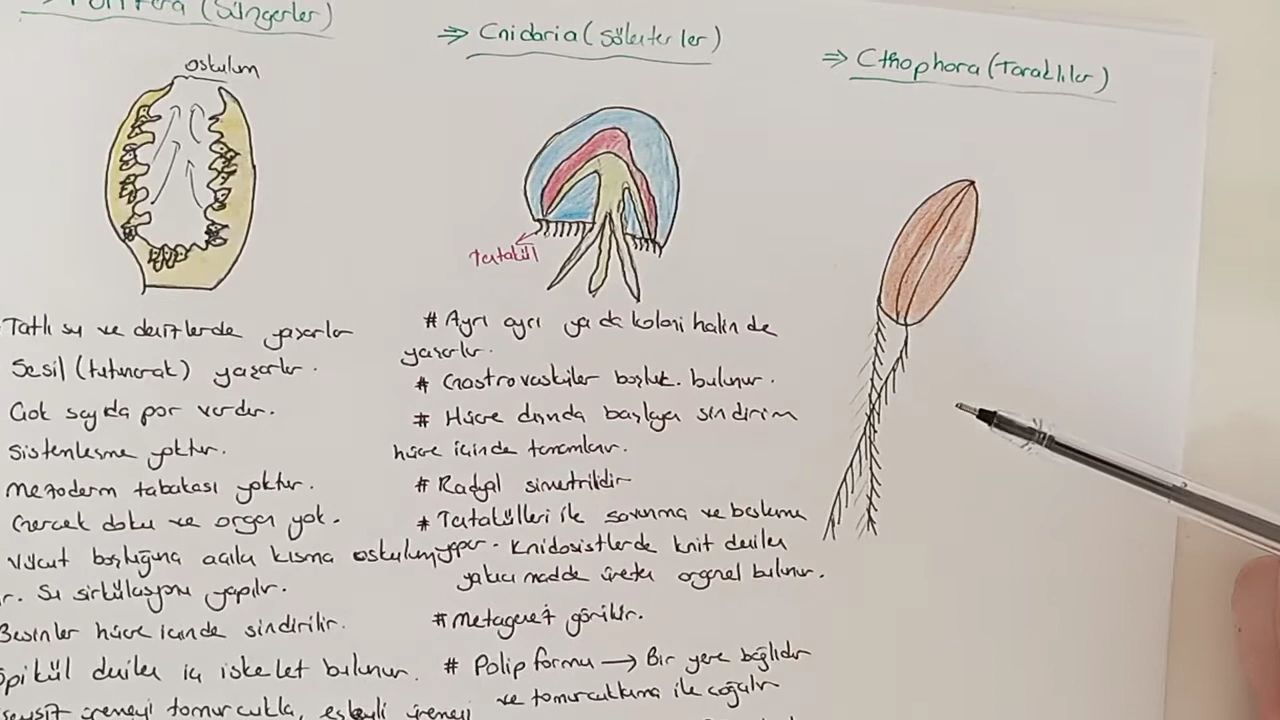 ⇒ Porifera (Süngerler)
oskulum
Tatlı su ve denizlerde yaşarlar
Sesil (tutunarak) yaşarlar.
Çok sayıda por vardır.
Sistemleşme yoktur.
Mezoderm tabakası yoktur.
Gerçek doku ve organ yok.
Vücut boşluğuna açılan kısma oskulum
r. Su sirkülasyonu yapılır.
Besinler hücre içinde sindirilir.
spikül denilen iç iskelet bulunur.
eşeysiz üremeyi tomurcukla, eşeyli üremeyi
⇒ Cnidaria (Sölenterler)
Tentakül
# Ayrı ayrı ya da koloni halinde
yaşarlar.
# Gastrovasküler boşluk bulunur.
# Hücre dışında başlayan sindirim
hücre içinde tamamlanır.
# Radyal simetrilidir
# Tentakülleri ile savunma ve beslenme
yapar. Knidosistlerde knit denilen
yakıcı madde üreten organel bulunur.
# Metagenez görülür.
# Polip formu → Bir yere bağlıdır
ve tomurcuklanma ile çoğalır
⇒ Cthophora (Taraklılar)